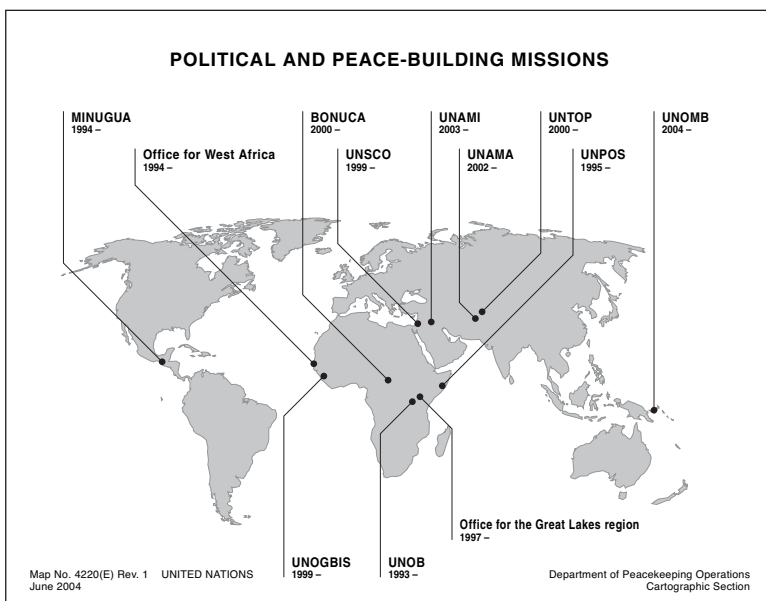 POLITICAL AND PEACE-BUILDING MISSIONS
MINUGUA
1994 –
BONUCA
2000 –
UNAMI
2003 –
UNTOP
2000 –
UNOMB
2004 –
Office for West Africa
1994 –
UNSCO
1999 –
UNAMA
2002 –
UNPOS
1995 –
Office for the Great Lakes region
1997 –
UNOGBIS
1999 –
UNOB
1993 –
Map No. 4220(E) Rev. 1 UNITED NATIONS
June 2004
Department of Peacekeeping Operations
Cartographic Section